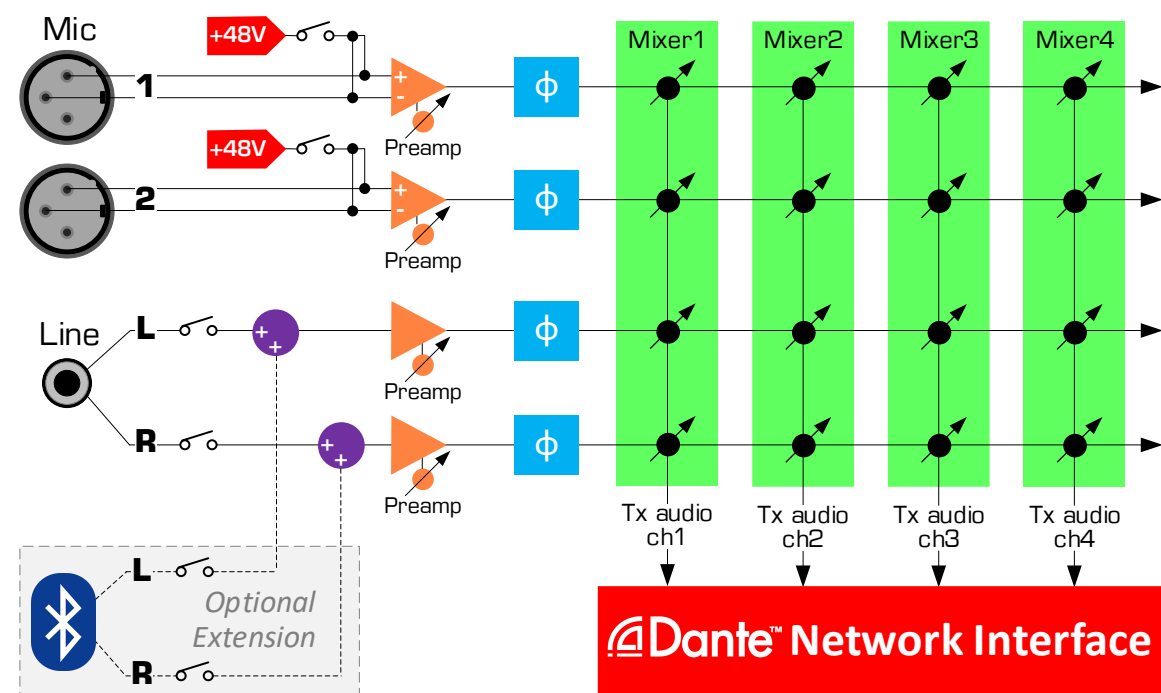 Mic
+48V
Mixer1 Mixer2 Mixer3 Mixer4
1
+
-
Preamp
ϕ
+48V
2
+
-
Preamp
ϕ
Line
L
+
+
Preamp
ϕ
R
+
+
Preamp
ϕ
Tx audio
ch1
Tx audio
ch2
Tx audio
ch3
Tx audio
ch4
L
Optional
Extension
R
Dante™ Network Interface